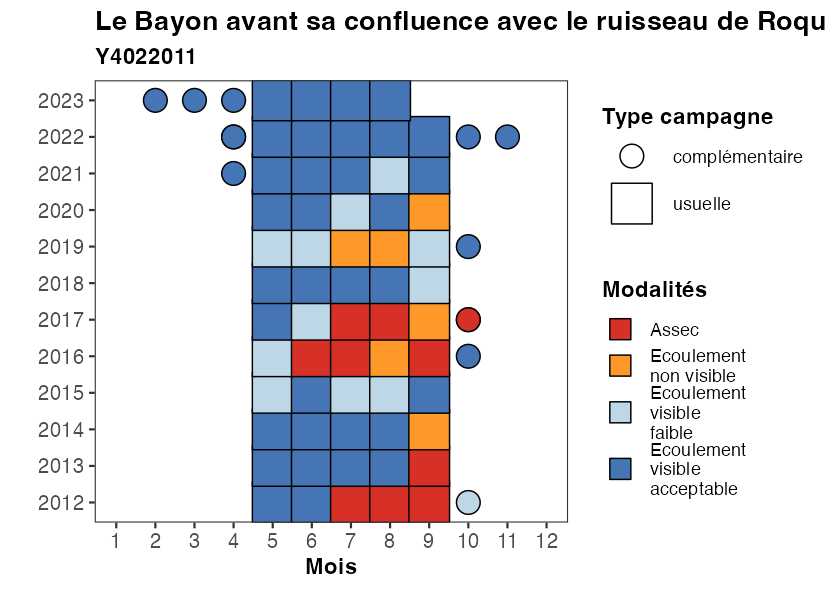 Le Bayon avant sa confluence avec le ruisseau de Roqu
Y4022011
2023
2022
2021
2020
2019
2018
2017
2016
2015
2014
2013
2012
1 2 3 4 5 6 7 8 9 10 11 12
Mois
Type campagne
complémentaire
usuelle
Modalités
Assec
Ecoulement
non visible
Ecoulement
visible
faible
Ecoulement
visible
acceptable